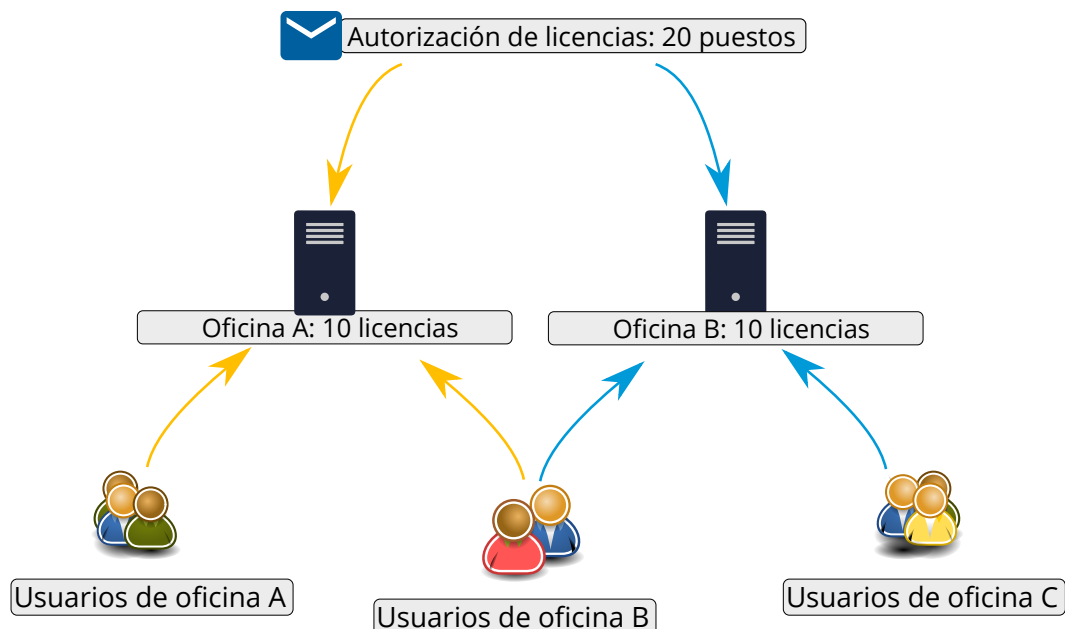 Autorización de licencias: 20 puestos
Oficina A: 10 licencias
Oficina B: 10 licencias
Usuarios de oficina A
Usuarios de oficina B
Usuarios de oficina C